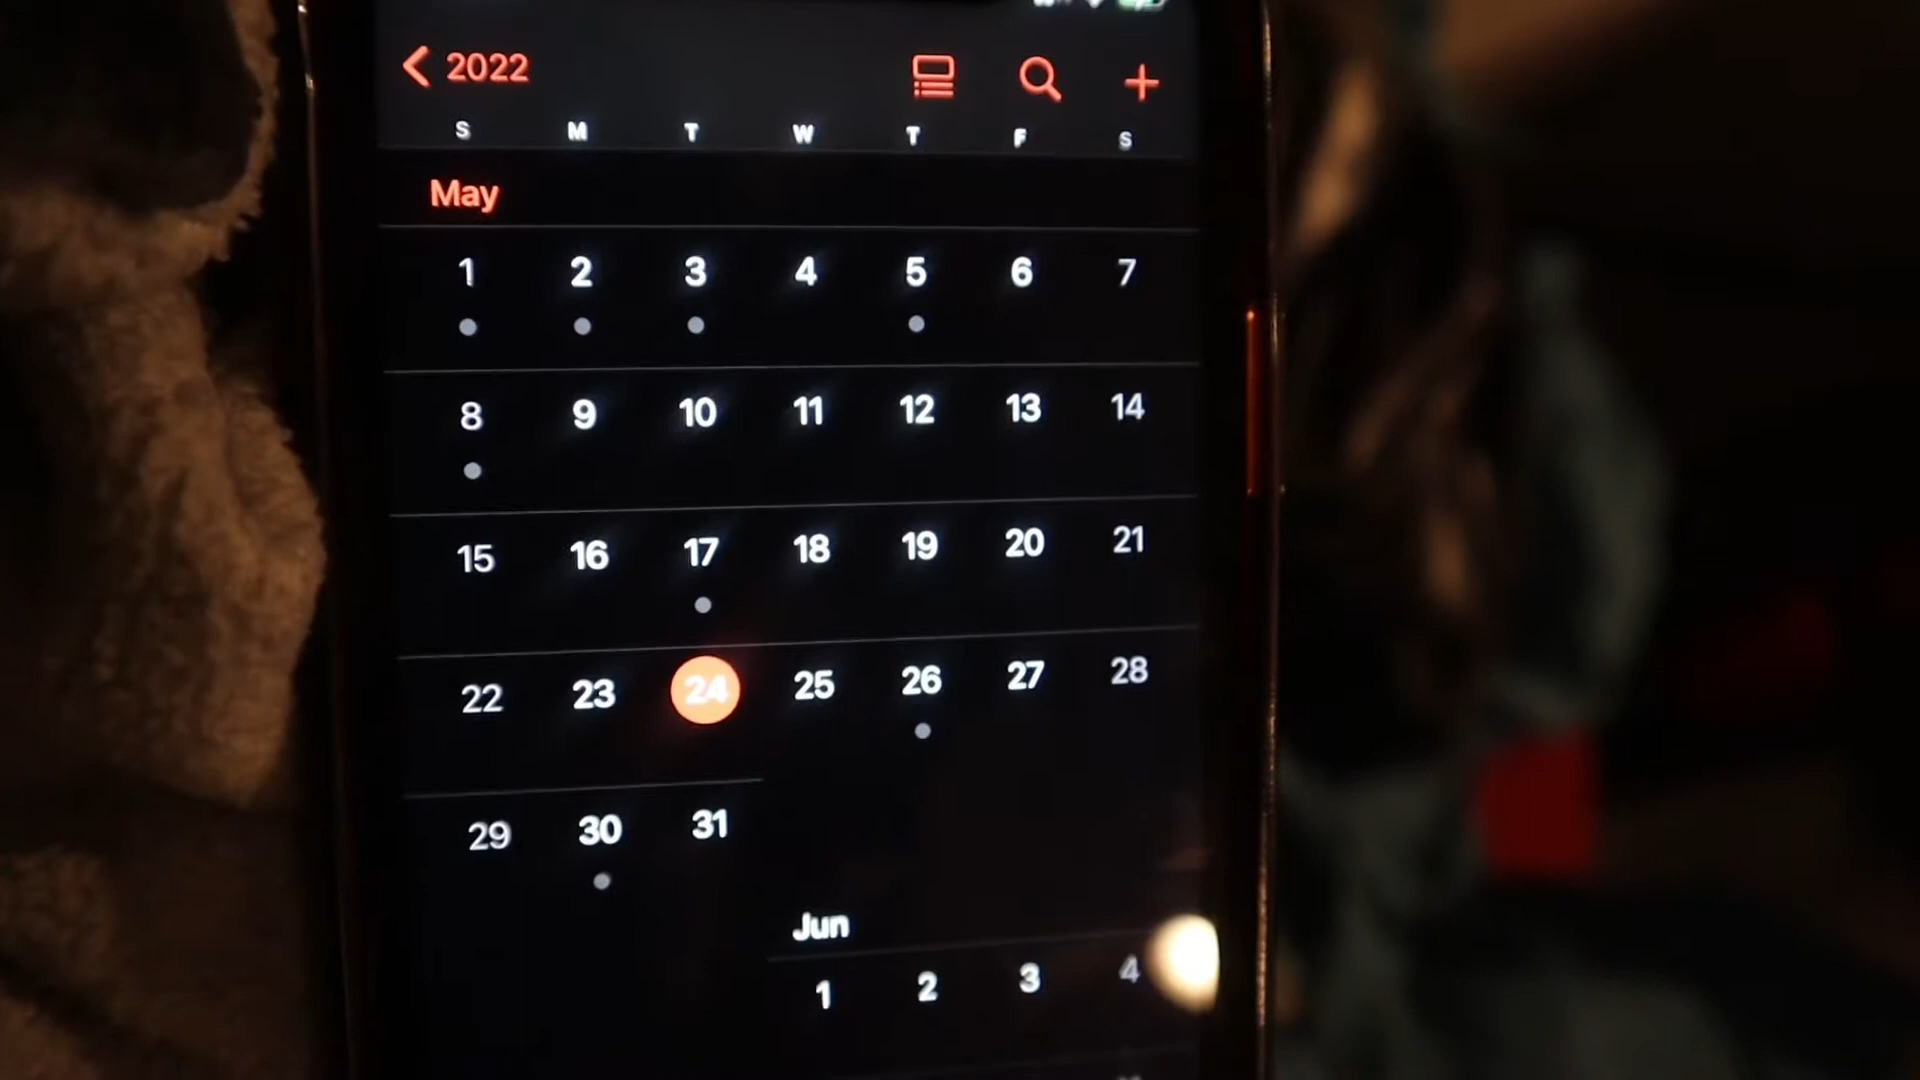 2022
S M T W T F S
May
1 2 3 4 5 6 7
8 9 10 11 12 13 14
15 16 17 18 19 20 21
22 23 24 25 26 27 28
29 30 31
Jun
1 2 3 4